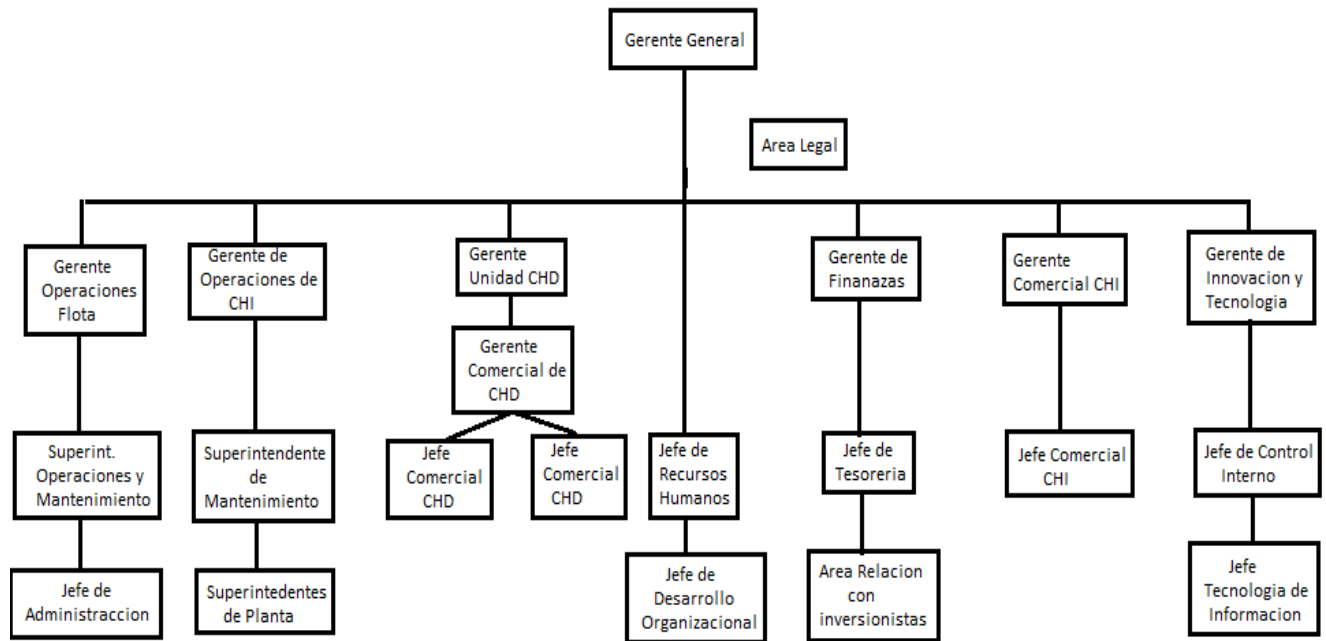 Gerente General
Area Legal
Gerente
Operaciones
Flota
Gerente de
Operaciones de
CHI
Gerente
Unidad CHD
Gerente de
Finanazas
Gerente
Comercial CHI
Gerente de
Innovacion y
Tecnologia
Gerente
Comercial de
CHD
Superint.
Operaciones y
Mantenimiento
Superintendente
de
Mantenimiento
Jefe
Comercial
CHD
Jefe
Comercial
CHD
Jefe de
Recursos
Humanos
Jefe de
Tesoreria
Jefe Comercial
CHI
Jefe de Control
Interno
Jefe de
Administraccion
Superintedentes
de Planta
Jefe de
Desarrollo
Organizacional
Area Relacion
con
inversionistas
Jefe
Tecnologia de
Informacion